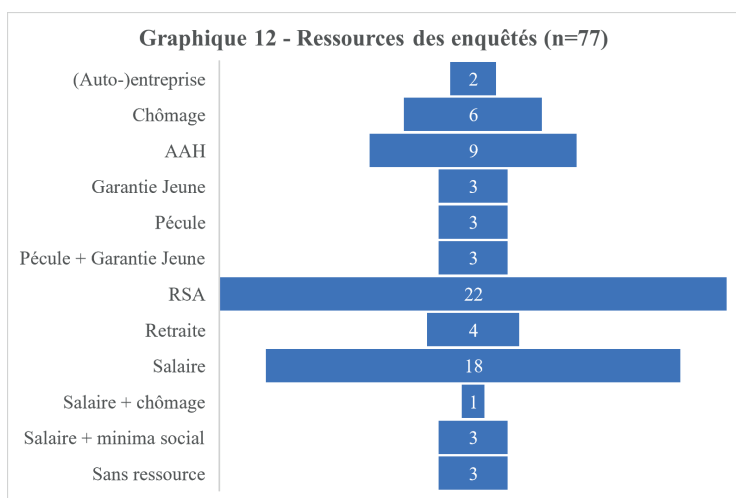 Graphique 12 - Ressources des enquêtés (n=77)
(Auto-)entreprise 2
Chômage 6
AAH 9
Garantie Jeune 3
Pécule 3
Pécule + Garantie Jeune 3
RSA 22
Retraite 4
Salaire 18
Salaire + chômage 1
Salaire + minima social 3
Sans ressource 3